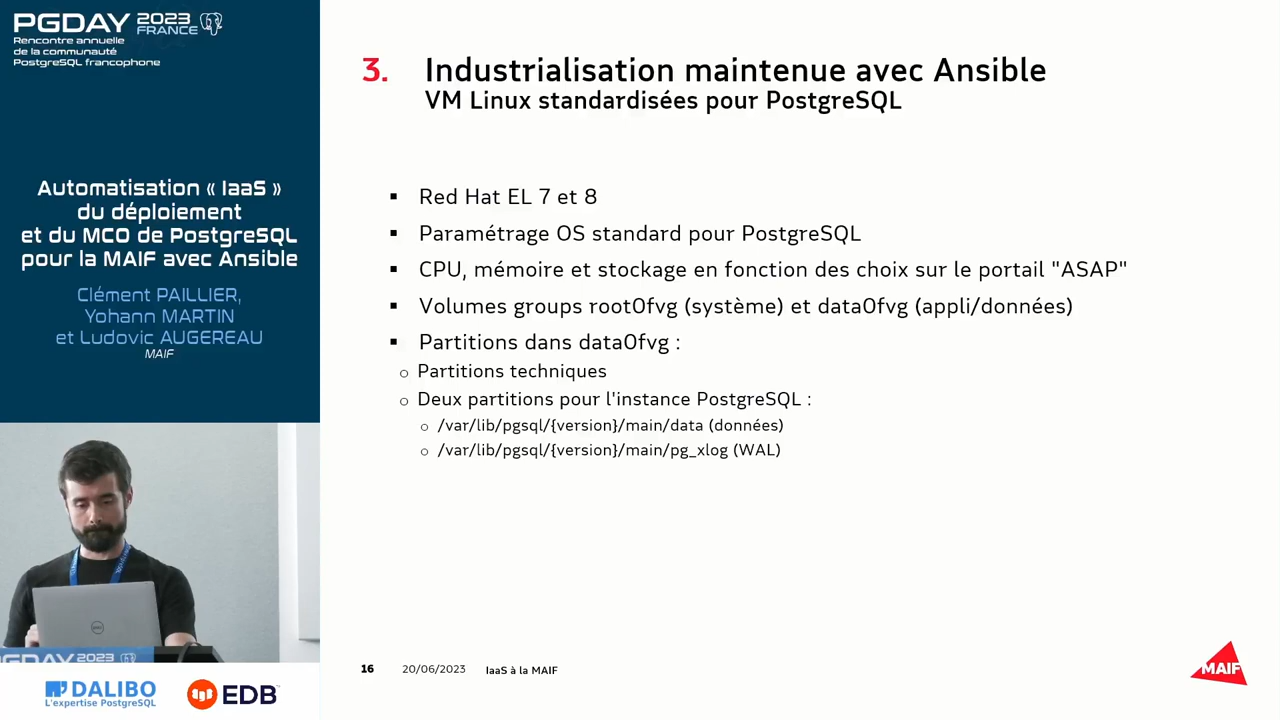 PGDAY 2023 FRANCE
Rencontre annuelle
de la communauté
PostgreSQL francophone
Automatisation « IaaS »
du déploiement
et du MCO de PostgreSQL
pour la MAIF avec Ansible
Clément PAILLIER,
Yohann MARTIN
et Ludovic AUGEREAU
MAIF
3. Industrialisation maintenue avec Ansible
VM Linux standardisées pour PostgreSQL
▪ Red Hat EL 7 et 8
▪ Paramétrage OS standard pour PostgreSQL
▪ CPU, mémoire et stockage en fonction des choix sur le portail "ASAP"
▪ Volumes groups root0fvg (système) et data0fvg (appli/données)
▪ Partitions dans data0fvg :
o Partitions techniques
o Deux partitions pour l'instance PostgreSQL :
o /var/lib/pgsql/{version}/main/data (données)
o /var/lib/pgsql/{version}/main/pg_xlog (WAL)
DELL
GDAY 2023
DALIBO
L'expertise PostgreSQL
EDB
16 20/06/2023 IaaS à la MAIF
MAIF